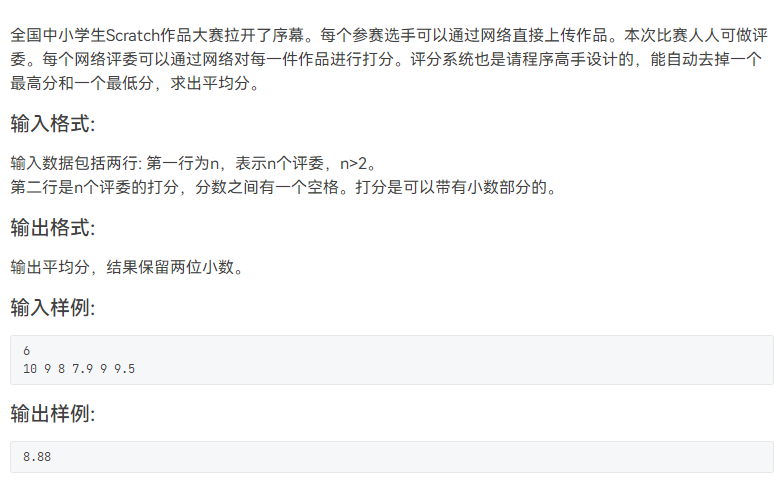 全国中小学生Scratch作品大赛拉开了序幕。每个参赛选手可以通过网络直接上传作品。本次比赛人人可做评
委。每个网络评委可以通过网络对每一件作品进行打分。评分系统也是请程序高手设计的，能自动去掉一个
最高分和一个最低分，求出平均分。
输入格式:
输入数据包括两行: 第一行为n，表示n个评委，n>2。
第二行是n个评委的打分，分数之间有一个空格。打分是可以带有小数部分的。
输出格式:
输出平均分，结果保留两位小数。
输入样例:
6
10 9 8 7.9 9 9.5
输出样例:
8.88